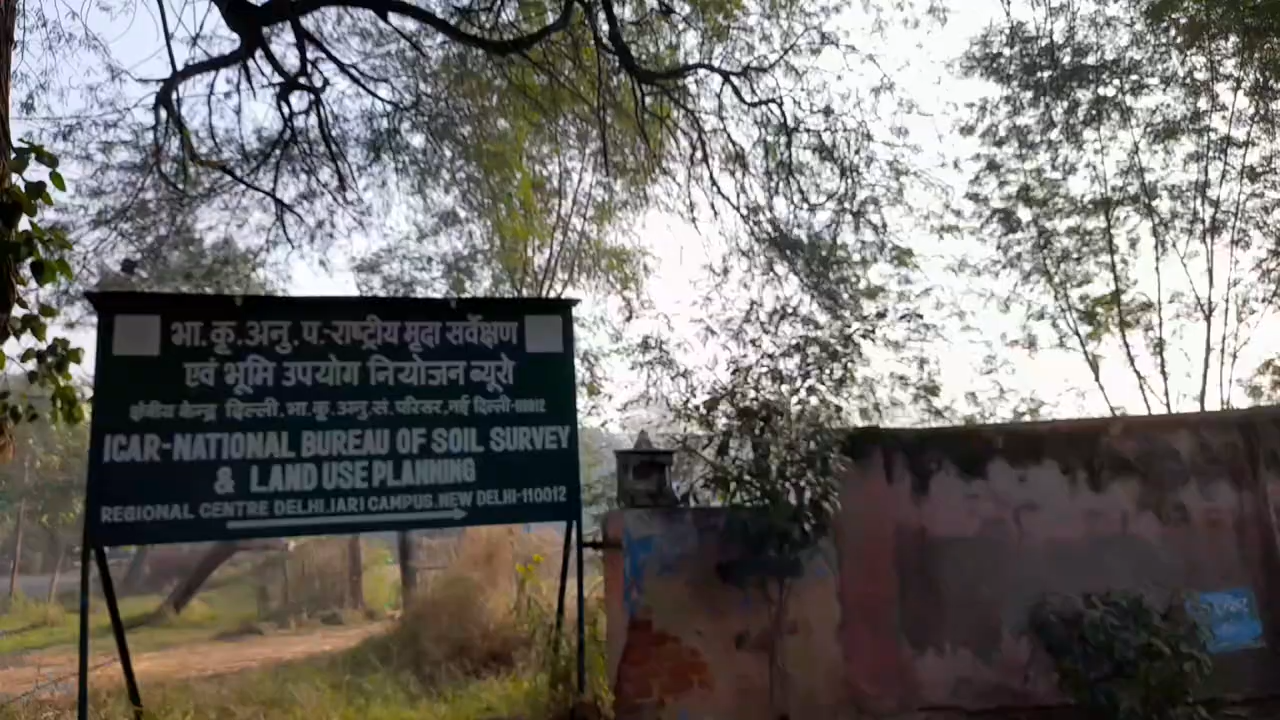 भा.कृ.अनु.प.-राष्ट्रीय मृदा सर्वेक्षण
एवं भूमि उपयोग नियोजन ब्यूरो
क्षेत्रीय केन्द्र दिल्ली.भा.कृ.अनु.सं.परिसर.नई दिल्ली-110012
ICAR-NATIONAL BUREAU OF SOIL SURVEY
& LAND USE PLANNING
REGIONAL CENTRE DELHI.IARI CAMPUS.NEW DELHI-110012